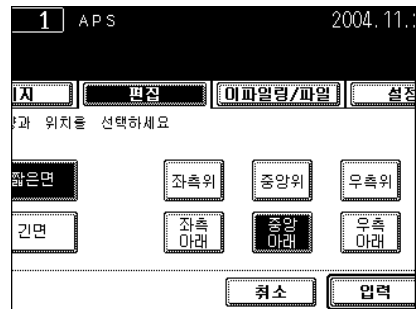 1 APS 2004.11.
지 편집 이파일링/파일 설정
과 위치를 선택하세요
짧은면 좌측위 중앙위 우측위
긴면 좌측 아래 중앙 아래 우측 아래
취소 입력